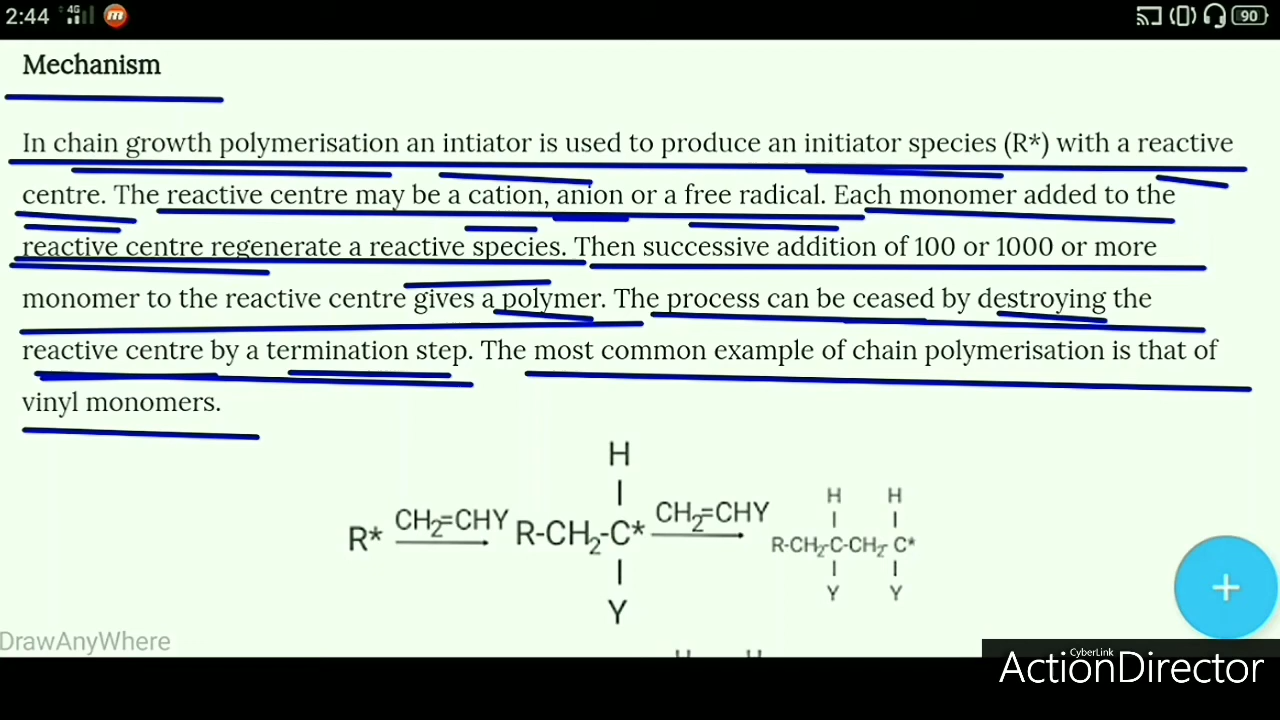 2:44 4G m 90
Mechanism
In chain growth polymerisation an intiator is used to produce an initiator species (R*) with a reactive
centre. The reactive centre may be a cation, anion or a free radical. Each monomer added to the
reactive centre regenerate a reactive species. Then successive addition of 100 or 1000 or more
monomer to the reactive centre gives a polymer. The process can be ceased by destroying the
reactive centre by a termination step. The most common example of chain polymerisation is that of
vinyl monomers.
H
|
H H
| |
R* CH2=CHY R-CH2-C* CH2=CHY R-CH2-C-CH2-C*
| |
Y Y
|
Y
+
DrawAnyWhere
H H
CyberLink
ActionDirector